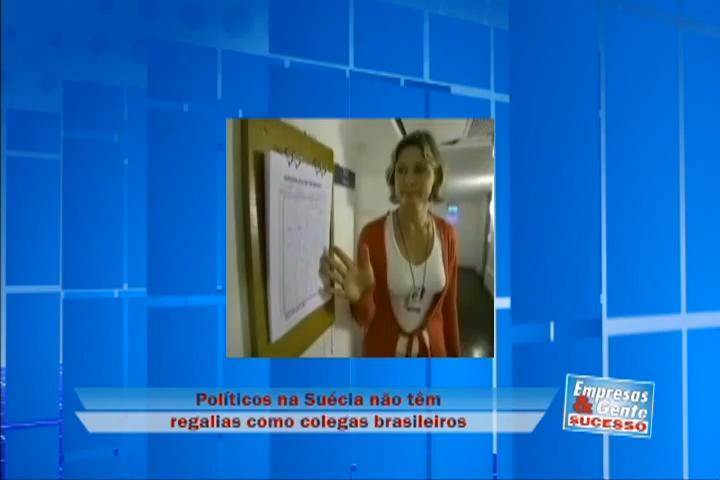 Políticos na Suécia não têm
regalias como colegas brasileiros
Empresas
& Gente
SUCESSO